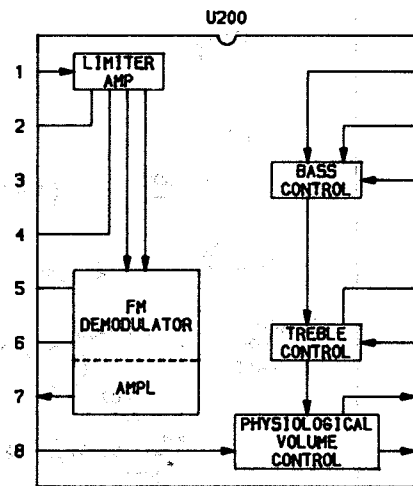 U200
1
LIMITER
AMP
2
BASS
CONTROL
3
4
5
FM
DEMODULATOR
6
TREBLE
CONTROL
AMPL
7
PHYSIOLOGICAL
VOLUME
CONTROL
8